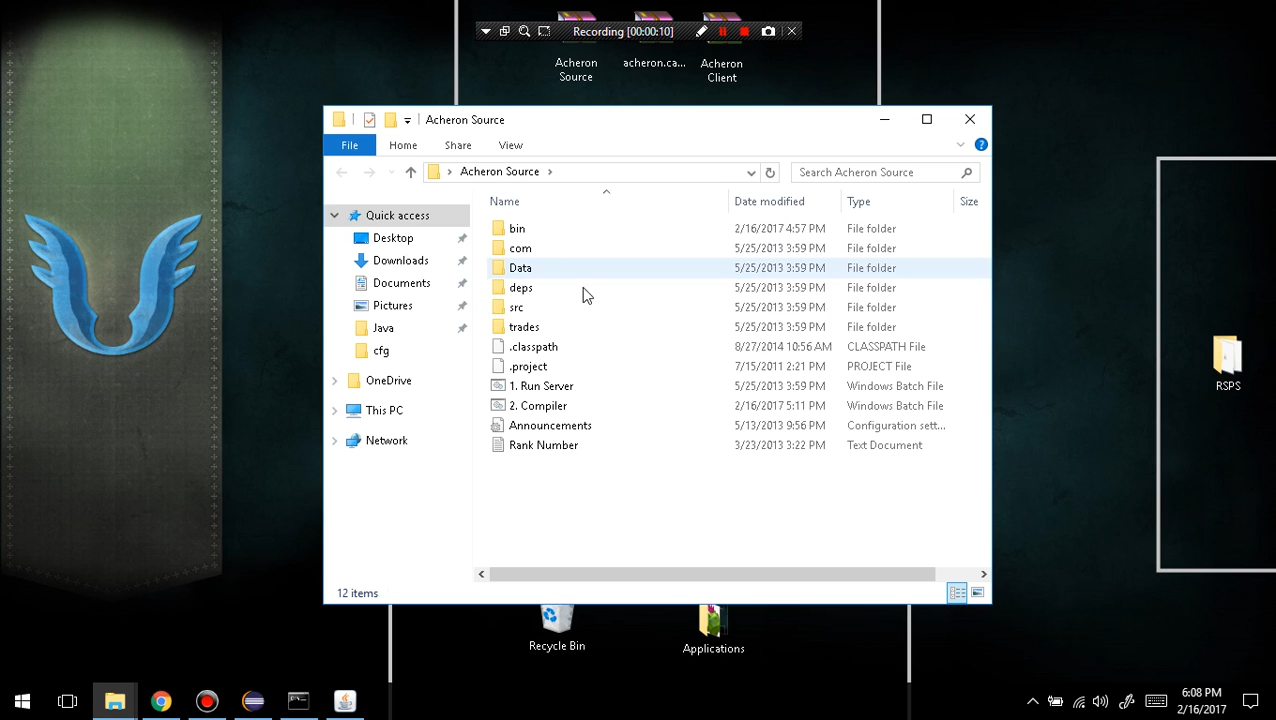 Recording [00:00:10]
Acheron
Source
acheron.ca...
Acheron
Client
Acheron Source
File
Home
Share
View
Acheron Source
Search Acheron Source
Name
Date modified
Type
Size
Quick access
Desktop
Downloads
Documents
Pictures
Java
cfg
OneDrive
This PC
Network
bin 2/16/2017 4:57 PM File folder
com 5/25/2013 3:59 PM File folder
Data 5/25/2013 3:59 PM File folder
deps 5/25/2013 3:59 PM File folder
src 5/25/2013 3:59 PM File folder
trades 5/25/2013 3:59 PM File folder
.classpath 8/27/2014 10:56 AM CLASSPATH File
.project 7/15/2011 2:21 PM PROJECT File
1. Run Server 5/25/2013 3:59 PM Windows Batch File
2. Compiler 2/16/2017 5:11 PM Windows Batch File
Announcements 5/13/2013 9:56 PM Configuration sett...
Rank Number 3/23/2013 3:22 PM Text Document
12 items
RSPS
Recycle Bin
Applications
6:08 PM
2/16/2017